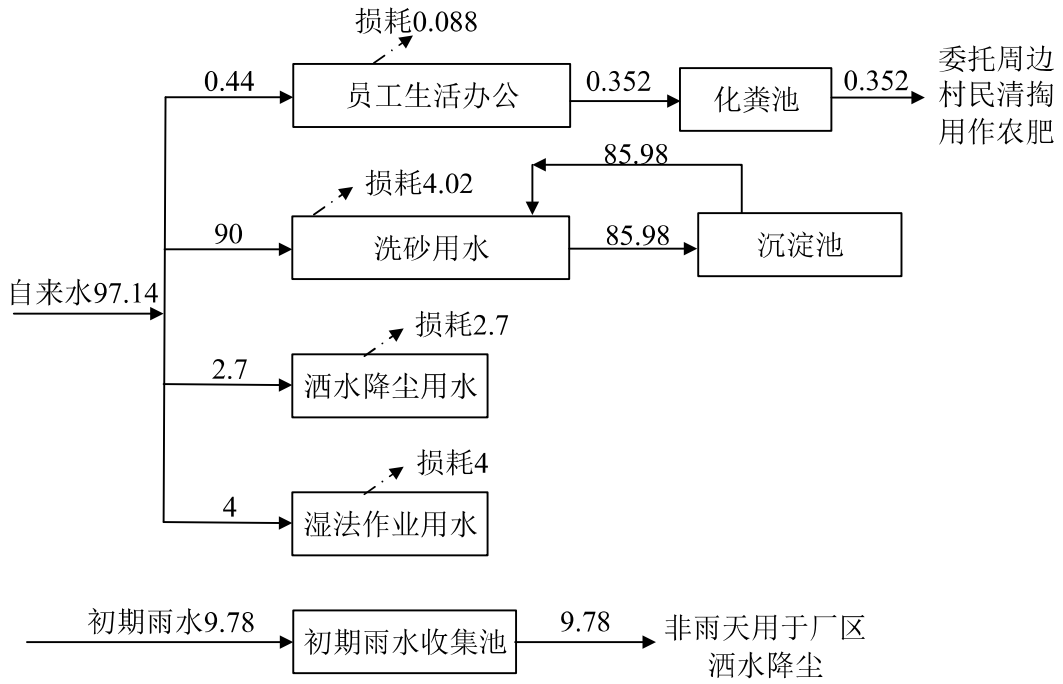 损耗0.088
0.44
员工生活办公
0.352
化粪池
0.352
委托周边
村民清掏
用作农肥
损耗4.02
85.98
90
洗砂用水
85.98
沉淀池
自来水97.14
损耗2.7
2.7
洒水降尘用水
损耗4
4
湿法作业用水
初期雨水9.78
初期雨水收集池
9.78
非雨天用于厂区
洒水降尘